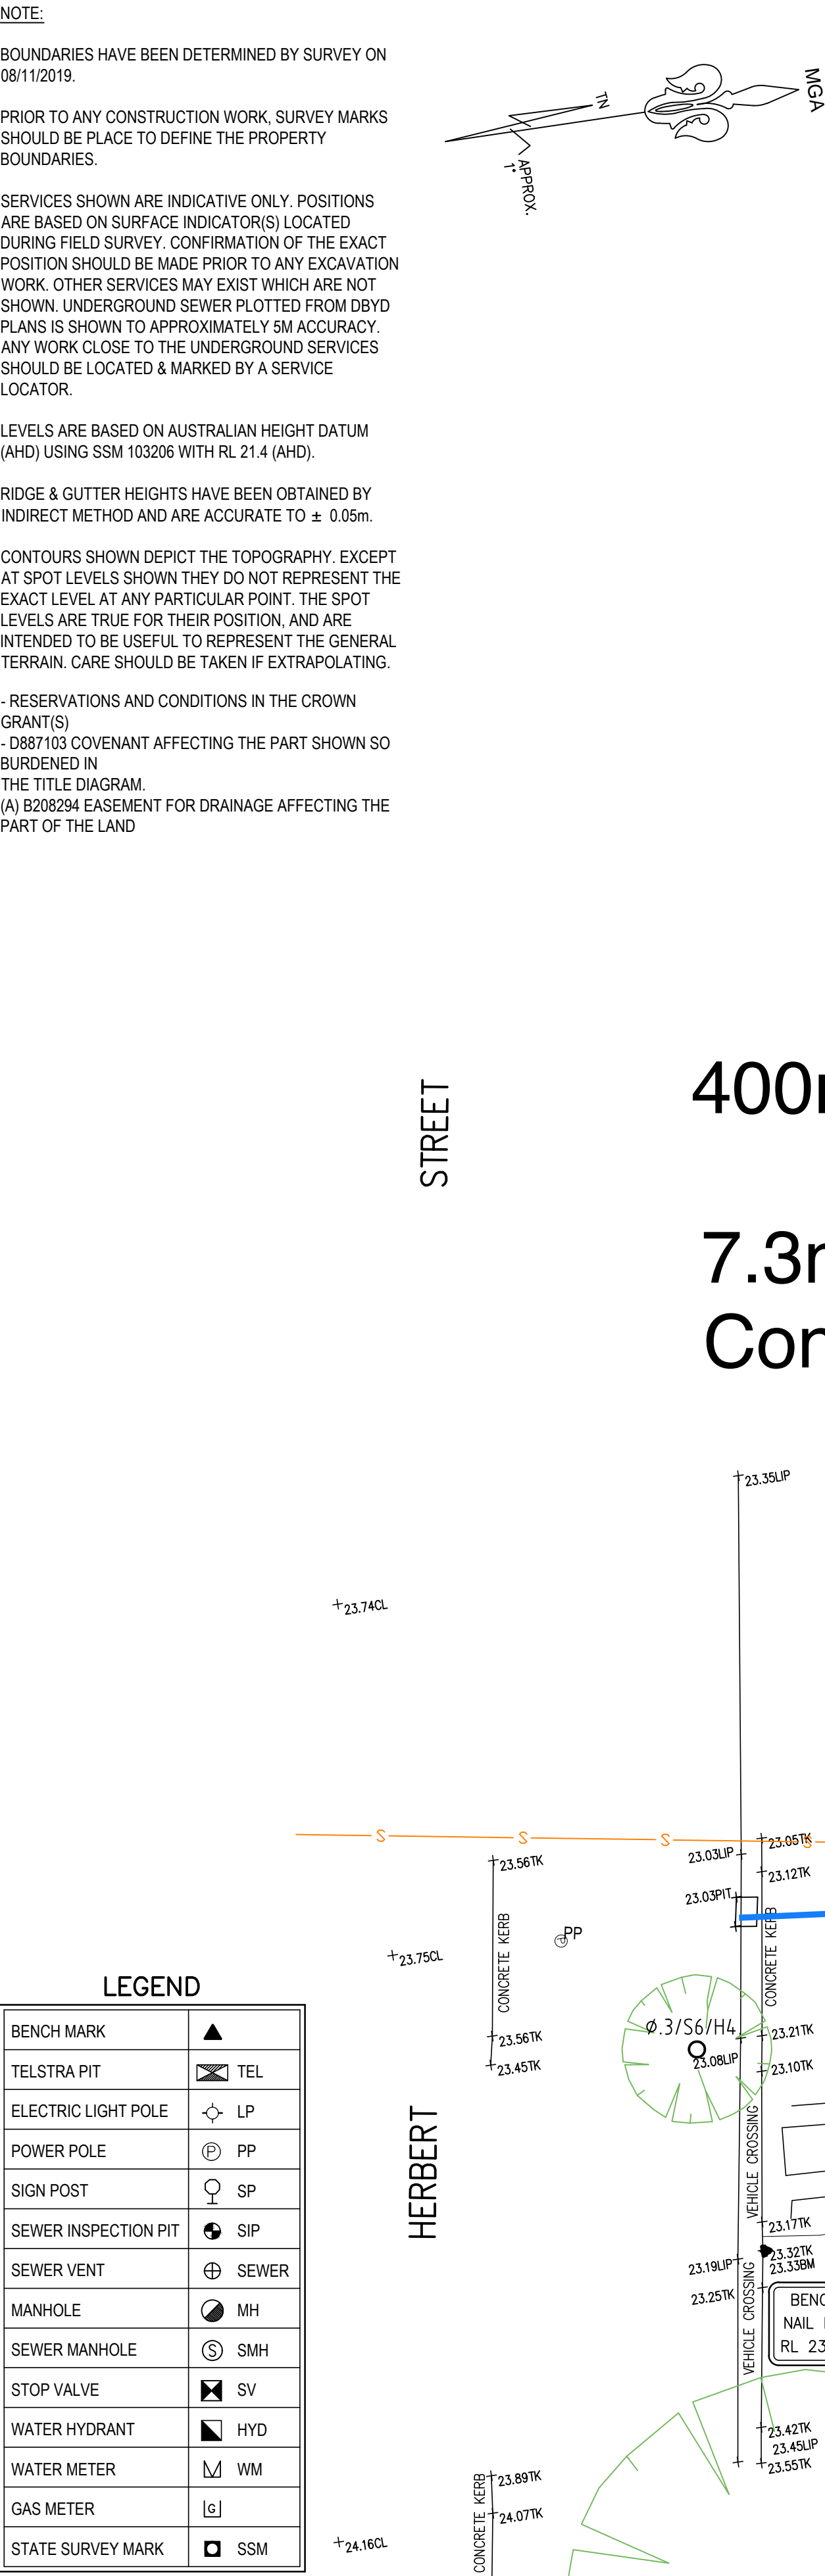 NOTE:
BOUNDARIES HAVE BEEN DETERMINED BY SURVEY ON
08/11/2019.
PRIOR TO ANY CONSTRUCTION WORK, SURVEY MARKS
SHOULD BE PLACE TO DEFINE THE PROPERTY
BOUNDARIES.
SERVICES SHOWN ARE INDICATIVE ONLY. POSITIONS
ARE BASED ON SURFACE INDICATOR(S) LOCATED
DURING FIELD SURVEY. CONFIRMATION OF THE EXACT
POSITION SHOULD BE MADE PRIOR TO ANY EXCAVATION
WORK. OTHER SERVICES MAY EXIST WHICH ARE NOT
SHOWN. UNDERGROUND SEWER PLOTTED FROM DBYD
PLANS IS SHOWN TO APPROXIMATELY 5M ACCURACY.
ANY WORK CLOSE TO THE UNDERGROUND SERVICES
SHOULD BE LOCATED & MARKED BY A SERVICE
LOCATOR.
LEVELS ARE BASED ON AUSTRALIAN HEIGHT DATUM
(AHD) USING SSM 103206 WITH RL 21.4 (AHD).
RIDGE & GUTTER HEIGHTS HAVE BEEN OBTAINED BY
INDIRECT METHOD AND ARE ACCURATE TO ± 0.05m.
CONTOURS SHOWN DEPICT THE TOPOGRAPHY. EXCEPT
AT SPOT LEVELS SHOWN THEY DO NOT REPRESENT THE
EXACT LEVEL AT ANY PARTICULAR POINT. THE SPOT
LEVELS ARE TRUE FOR THEIR POSITION, AND ARE
INTENDED TO BE USEFUL TO REPRESENT THE GENERAL
TERRAIN. CARE SHOULD BE TAKEN IF EXTRAPOLATING.
- RESERVATIONS AND CONDITIONS IN THE CROWN
GRANT(S)
- D887103 COVENANT AFFECTING THE PART SHOWN SO
BURDENED IN
THE TITLE DIAGRAM.
(A) B208294 EASEMENT FOR DRAINAGE AFFECTING THE
PART OF THE LAND
MGA
TN
1° APPROX.
STREET
400
7.3
Con
23.35LIP
23.74CL
S
S
S
S
23.05TK
23.03LIP
23.56TK
23.12TK
23.03PIT
CONCRETE KERB
PP
CONCRETE KERB
23.75CL
Ø.3/S6/H4
23.21TK
23.56TK
23.08LIP
23.45TK
23.10TK
HERBERT
VEHICLE CROSSING
23.17TK
23.32TK
23.33BM
23.19LIP
23.25TK
VEHICLE CROSSING
BENC
NAIL
RL 23
23.42TK
23.45LIP
23.55TK
CONCRETE KERB
23.89TK
24.07TK
24.16CL
LEGEND
BENCH MARK
TELSTRA PIT TEL
ELECTRIC LIGHT POLE LP
POWER POLE P PP
SIGN POST SP
SEWER INSPECTION PIT SIP
SEWER VENT SEWER
MANHOLE MH
SEWER MANHOLE S SMH
STOP VALVE SV
WATER HYDRANT HYD
WATER METER WM
GAS METER G
STATE SURVEY MARK SSM